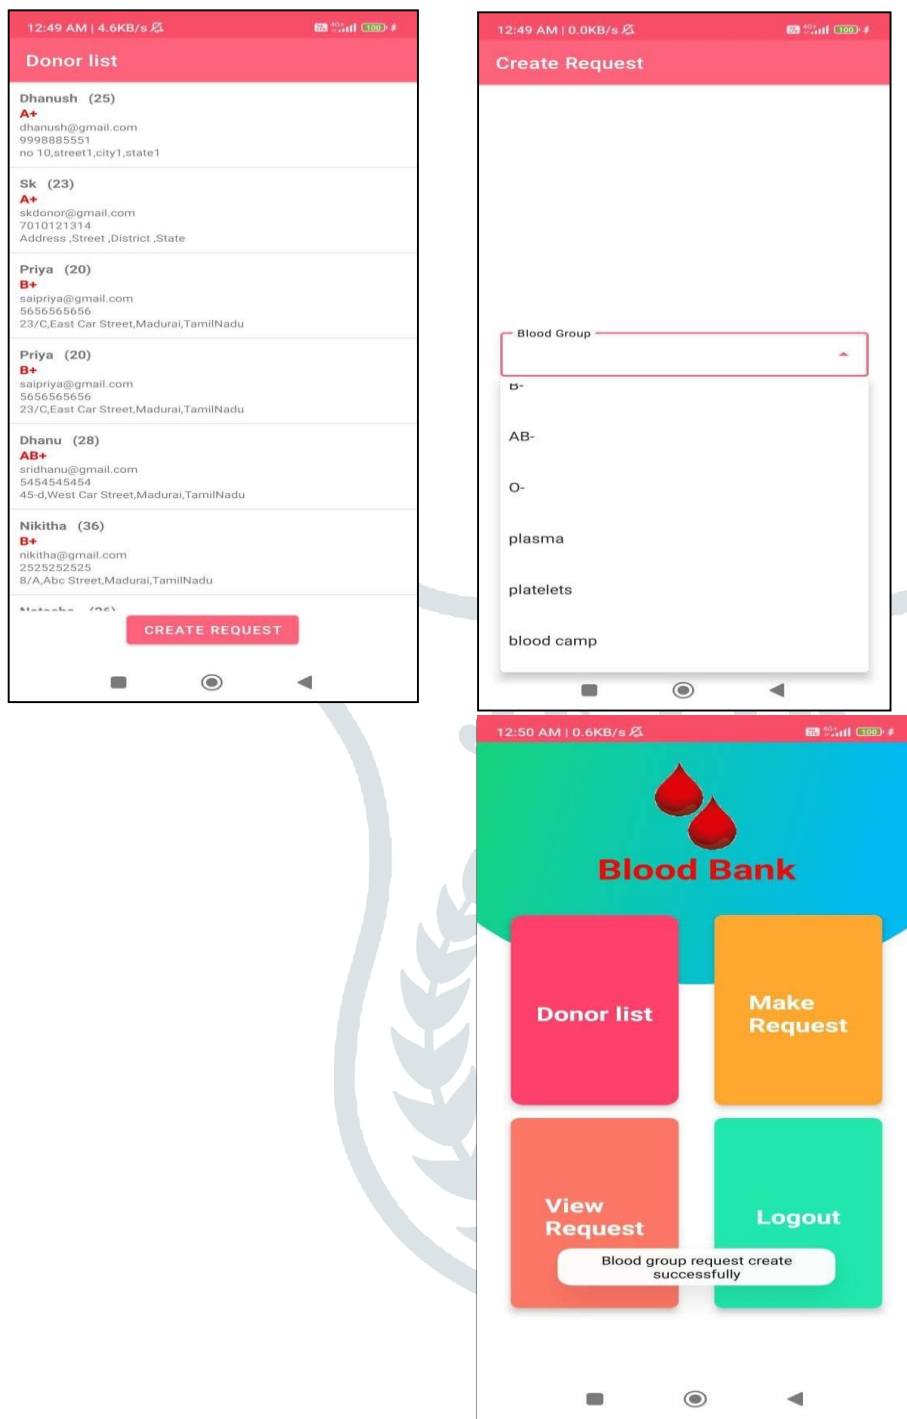 12:49 AM | 4.6KB/s
Donor list
Dhanush (25)
A+
dhanush@gmail.com
9998885551
no 10,street1,city1,state1
Sk (23)
A+
skdonor@gmail.com
7010121314
Address ,Street ,District ,State
Priya (20)
B+
saipriya@gmail.com
5656565656
23/C,East Car Street,Madurai,TamilNadu
Priya (20)
B+
saipriya@gmail.com
5656565656
23/C,East Car Street,Madurai,TamilNadu
Dhanu (28)
AB+
sridhanu@gmail.com
5454545454
45-d,West Car Street,Madurai,TamilNadu
Nikitha (36)
B+
nikitha@gmail.com
2525252525
8/A,Abc Street,Madurai,TamilNadu
CREATE REQUEST
12:49 AM | 0.0KB/s
Create Request
Blood Group
B-
AB-
O-
plasma
platelets
blood camp
12:50 AM | 0.6KB/s
Blood Bank
Donor list
Make
Request
View
Request
Logout
Blood group request create
successfully